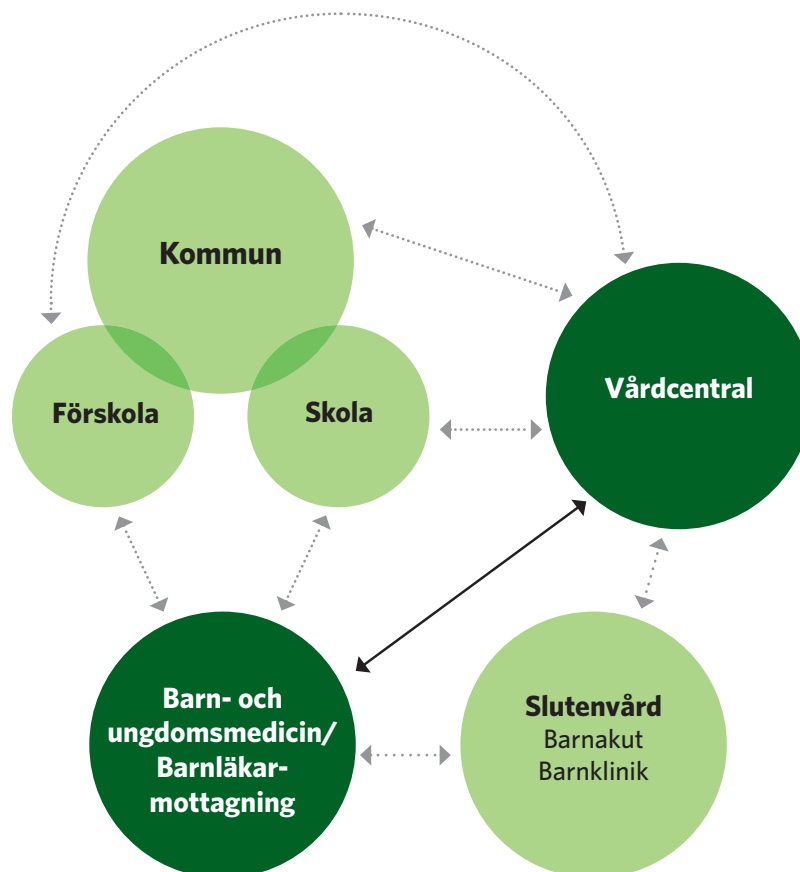 Kommun
Förskola
Skola
Vårdcentral
Barn- och
ungdomsmedicin/
Barnläkar-
mottagning
Slutenvård
Barnakut
Barnklinik